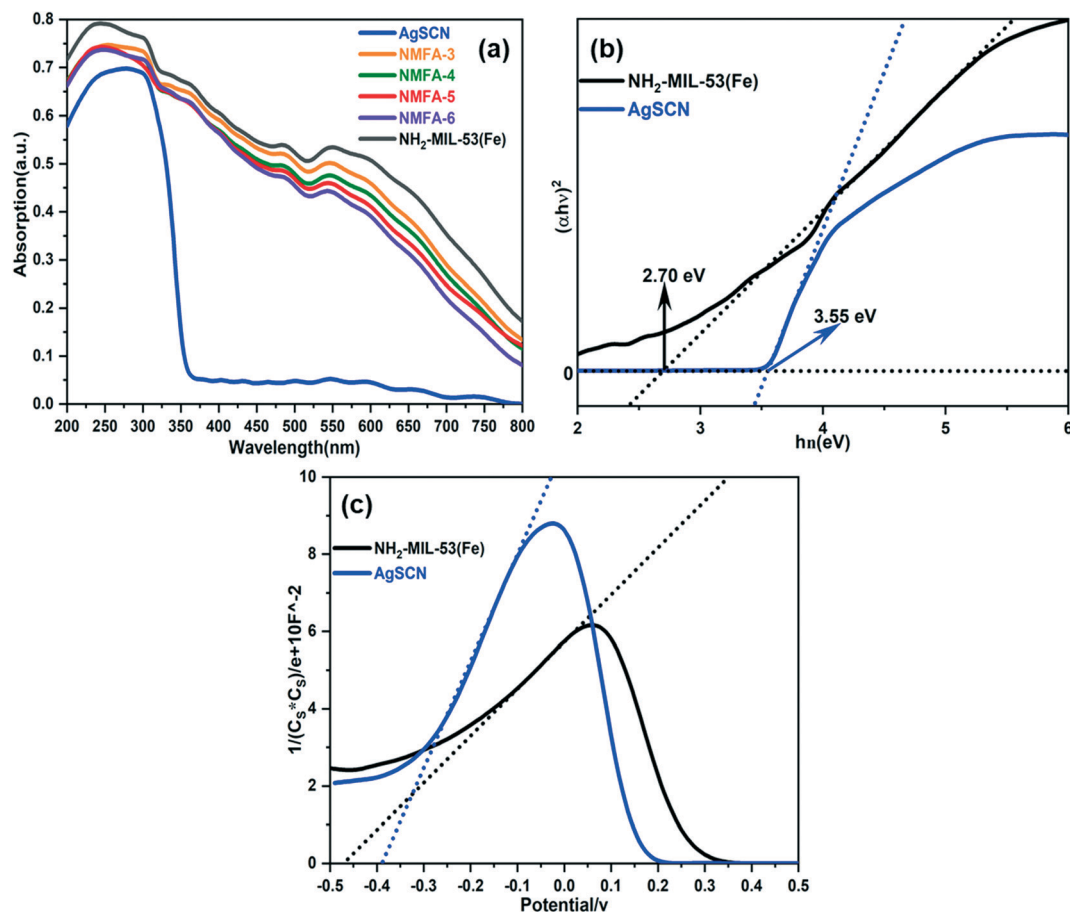 (a)
AgSCN
NMFA-3
NMFA-4
NMFA-5
NMFA-6
NH₂-MIL-53(Fe)
Absorption(a.u.)
0.8
0.7
0.6
0.5
0.4
0.3
0.2
0.1
0.0
200 250 300 350 400 450 500 550 600 650 700 750 800
Wavelength(nm)
(b)
NH₂-MIL-53(Fe)
AgSCN
(αhν)²
2.70 eV
3.55 eV
0
2 3 4 5 6
hn(eV)
(c)
NH₂-MIL-53(Fe)
AgSCN
1/(Cₛ*Cₛ)/e+10F^-2
10
8
6
4
2
0
-0.5 -0.4 -0.3 -0.2 -0.1 0.0 0.1 0.2 0.3 0.4 0.5
Potential/v